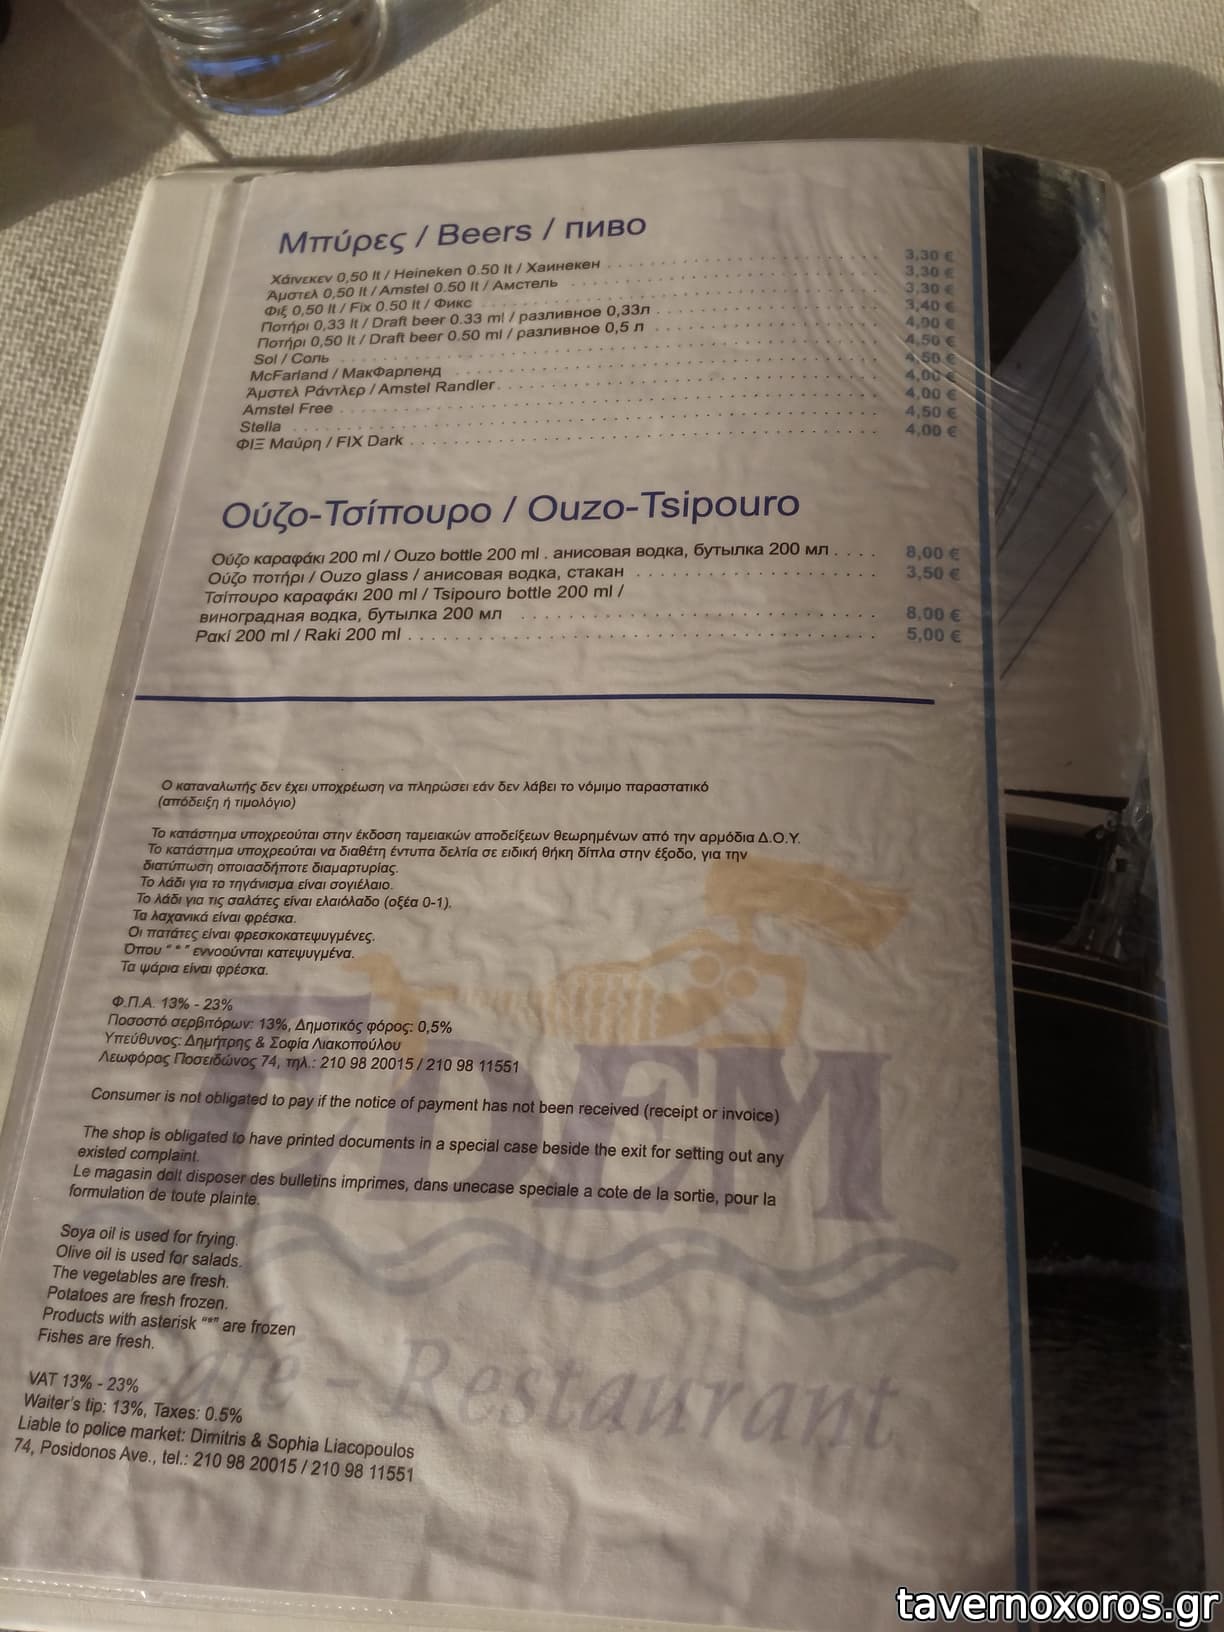 Μπύρες / Beers / пиво
Χάινεκεν 0,50 lt / Heineken 0.50 lt / Хаинекен 3,30 €
Άμστελ 0,50 lt / Amstel 0.50 lt / Амстель 3,30 €
Φιξ 0,50 lt / Fix 0.50 lt / Фикс 3,30 €
Ποτήρι 0,33 lt / Draft beer 0.33 ml / разливное 0,33л 3,40 €
Ποτήρι 0,50 lt / Draft beer 0.50 ml / разливное 0,5 л 4,00 €
Sol / Соль 4,50 €
McFarland / МакФарленд 4,50 €
Άμστελ Ράντλερ / Amstel Randler 4,00 €
Amstel Free 4,00 €
Stella 4,50 €
ΦΙΞ Μαύρη / FIX Dark 4,00 €
Ούζο-Τσίπουρο / Ouzo-Tsipouro
Ούζο καραφάκι 200 ml / Ouzo bottle 200 ml . анисовая водка, бутылка 200 мл 8,00 €
Ούζο ποτήρι / Ouzo glass / анисовая водка, стакан 3,50 €
Τσίπουρο καραφάκι 200 ml / Tsipouro bottle 200 ml /
виноградная водка, бутылка 200 мл 8,00 €
Ρακί 200 ml / Raki 200 ml 5,00 €
Ο καταναλωτής δεν έχει υποχρέωση να πληρώσει εάν δεν λάβει το νόμιμο παραστατικό
(απόδειξη ή τιμολόγιο)
Το κατάστημα υποχρεούται στην έκδοση ταμειακών αποδείξεων θεωρημένων από την αρμόδια Δ.Ο.Υ.
Το κατάστημα υποχρεούται να διαθέτη έντυπα δελτία σε ειδική θήκη δίπλα στην έξοδο, για την
διατύπωση οποιασδήποτε διαμαρτυρίας.
Το λάδι για το τηγάνισμα είναι σογιέλαιο.
Το λάδι για τις σαλάτες είναι ελαιόλαδο (οξέα 0-1).
Τα λαχανικά είναι φρέσκα.
Οι πατάτες είναι φρεσκοκατεψυγμένες.
Όπου " * " εννοούνται κατεψυγμένα.
Τα ψάρια είναι φρέσκα.
Φ.Π.Α. 13% - 23%
Ποσοστό σερβιτόρων: 13%, Δημοτικός φόρος: 0,5%
Υπεύθυνος: Δημήτρης & Σοφία Λιακοπούλου
Λεωφόρος Ποσειδώνος 74, τηλ.: 210 98 20015 / 210 98 11551
EDEM
Consumer is not obligated to pay if the notice of payment has not been received (receipt or invoice)
The shop is obligated to have printed documents in a special case beside the exit for setting out any
existed complaint.
Le magasin doit disposer des bulletins imprimes, dans unecase speciale a cote de la sortie, pour la
formulation de toute plainte.
Soya oil is used for frying.
Olive oil is used for salads.
The vegetables are fresh.
Potatoes are fresh frozen.
Products with asterisk "*" are frozen
Fishes are fresh.
Café - Restaurant
VAT 13% - 23%
Waiter's tip: 13%, Taxes: 0.5%
Liable to police market: Dimitris & Sophia Liacopoulos
74, Posidonos Ave., tel.: 210 98 20015 / 210 98 11551
tavernoxoros.gr